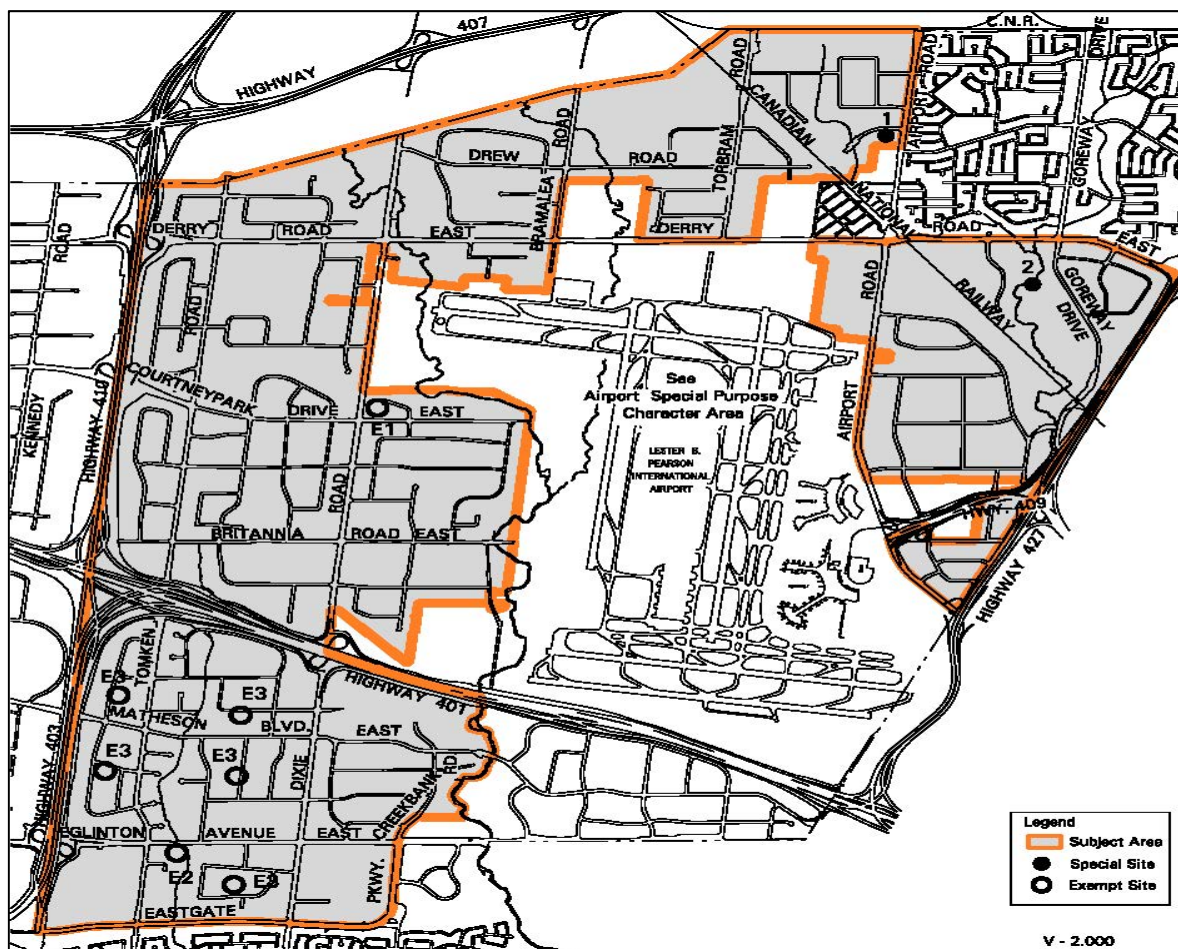 407
HIGHWAY
C.N.R.
ROAD
CANADIAN
AIRPORT ROAD
DRIVE
GOREWAY
1
DREW ROAD
BRAMALEA ROAD
TORBRAM
NATIONAL
ROAD
DERRY ROAD EAST
DERRY
ROAD
EAST
2
GOREWAY DRIVE
RAILWAY
ROAD
ROAD
KENNEDY
HIGHWAY 410
COURTNEYPARK DRIVE EAST
E1
See
Airport Special Purpose
Character Area
LESTER B.
PEARSON
INTERNATIONAL
AIRPORT
AIRPORT
ROAD
BRITANNIA ROAD EAST
HWY. 409
HIGHWAY 427
HIGHWAY 401
TOMKEN
E3
E3
MATHESON BLVD. EAST
E3
E3
HIGHWAY 403
DIXIE
CREEKBANK RD
EGLINTON AVENUE EAST
E2
E3
PKWY.
EASTGATE
Legend
Subject Area
Special Site
Exempt Site
V - 2.000